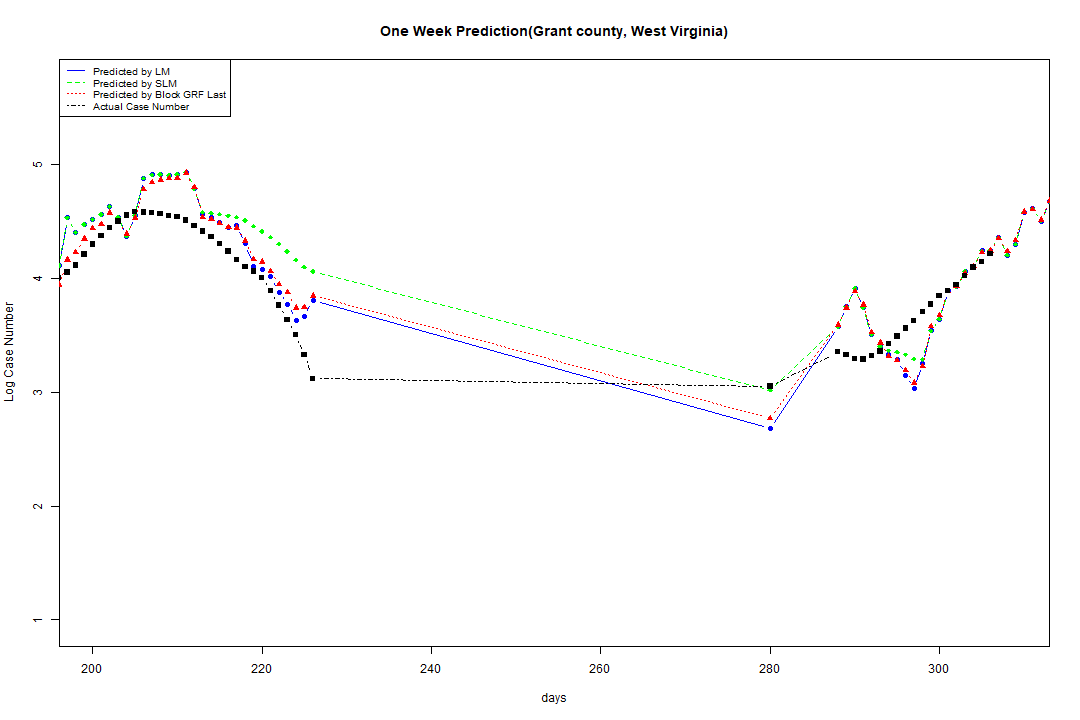 One Week Prediction(Grant county, West Virginia)
Predicted by LM
Predicted by SLM
Predicted by Block GRF Last
Actual Case Number
Log Case Number
5
4
3
2
1
200 220 240 260 280 300
days